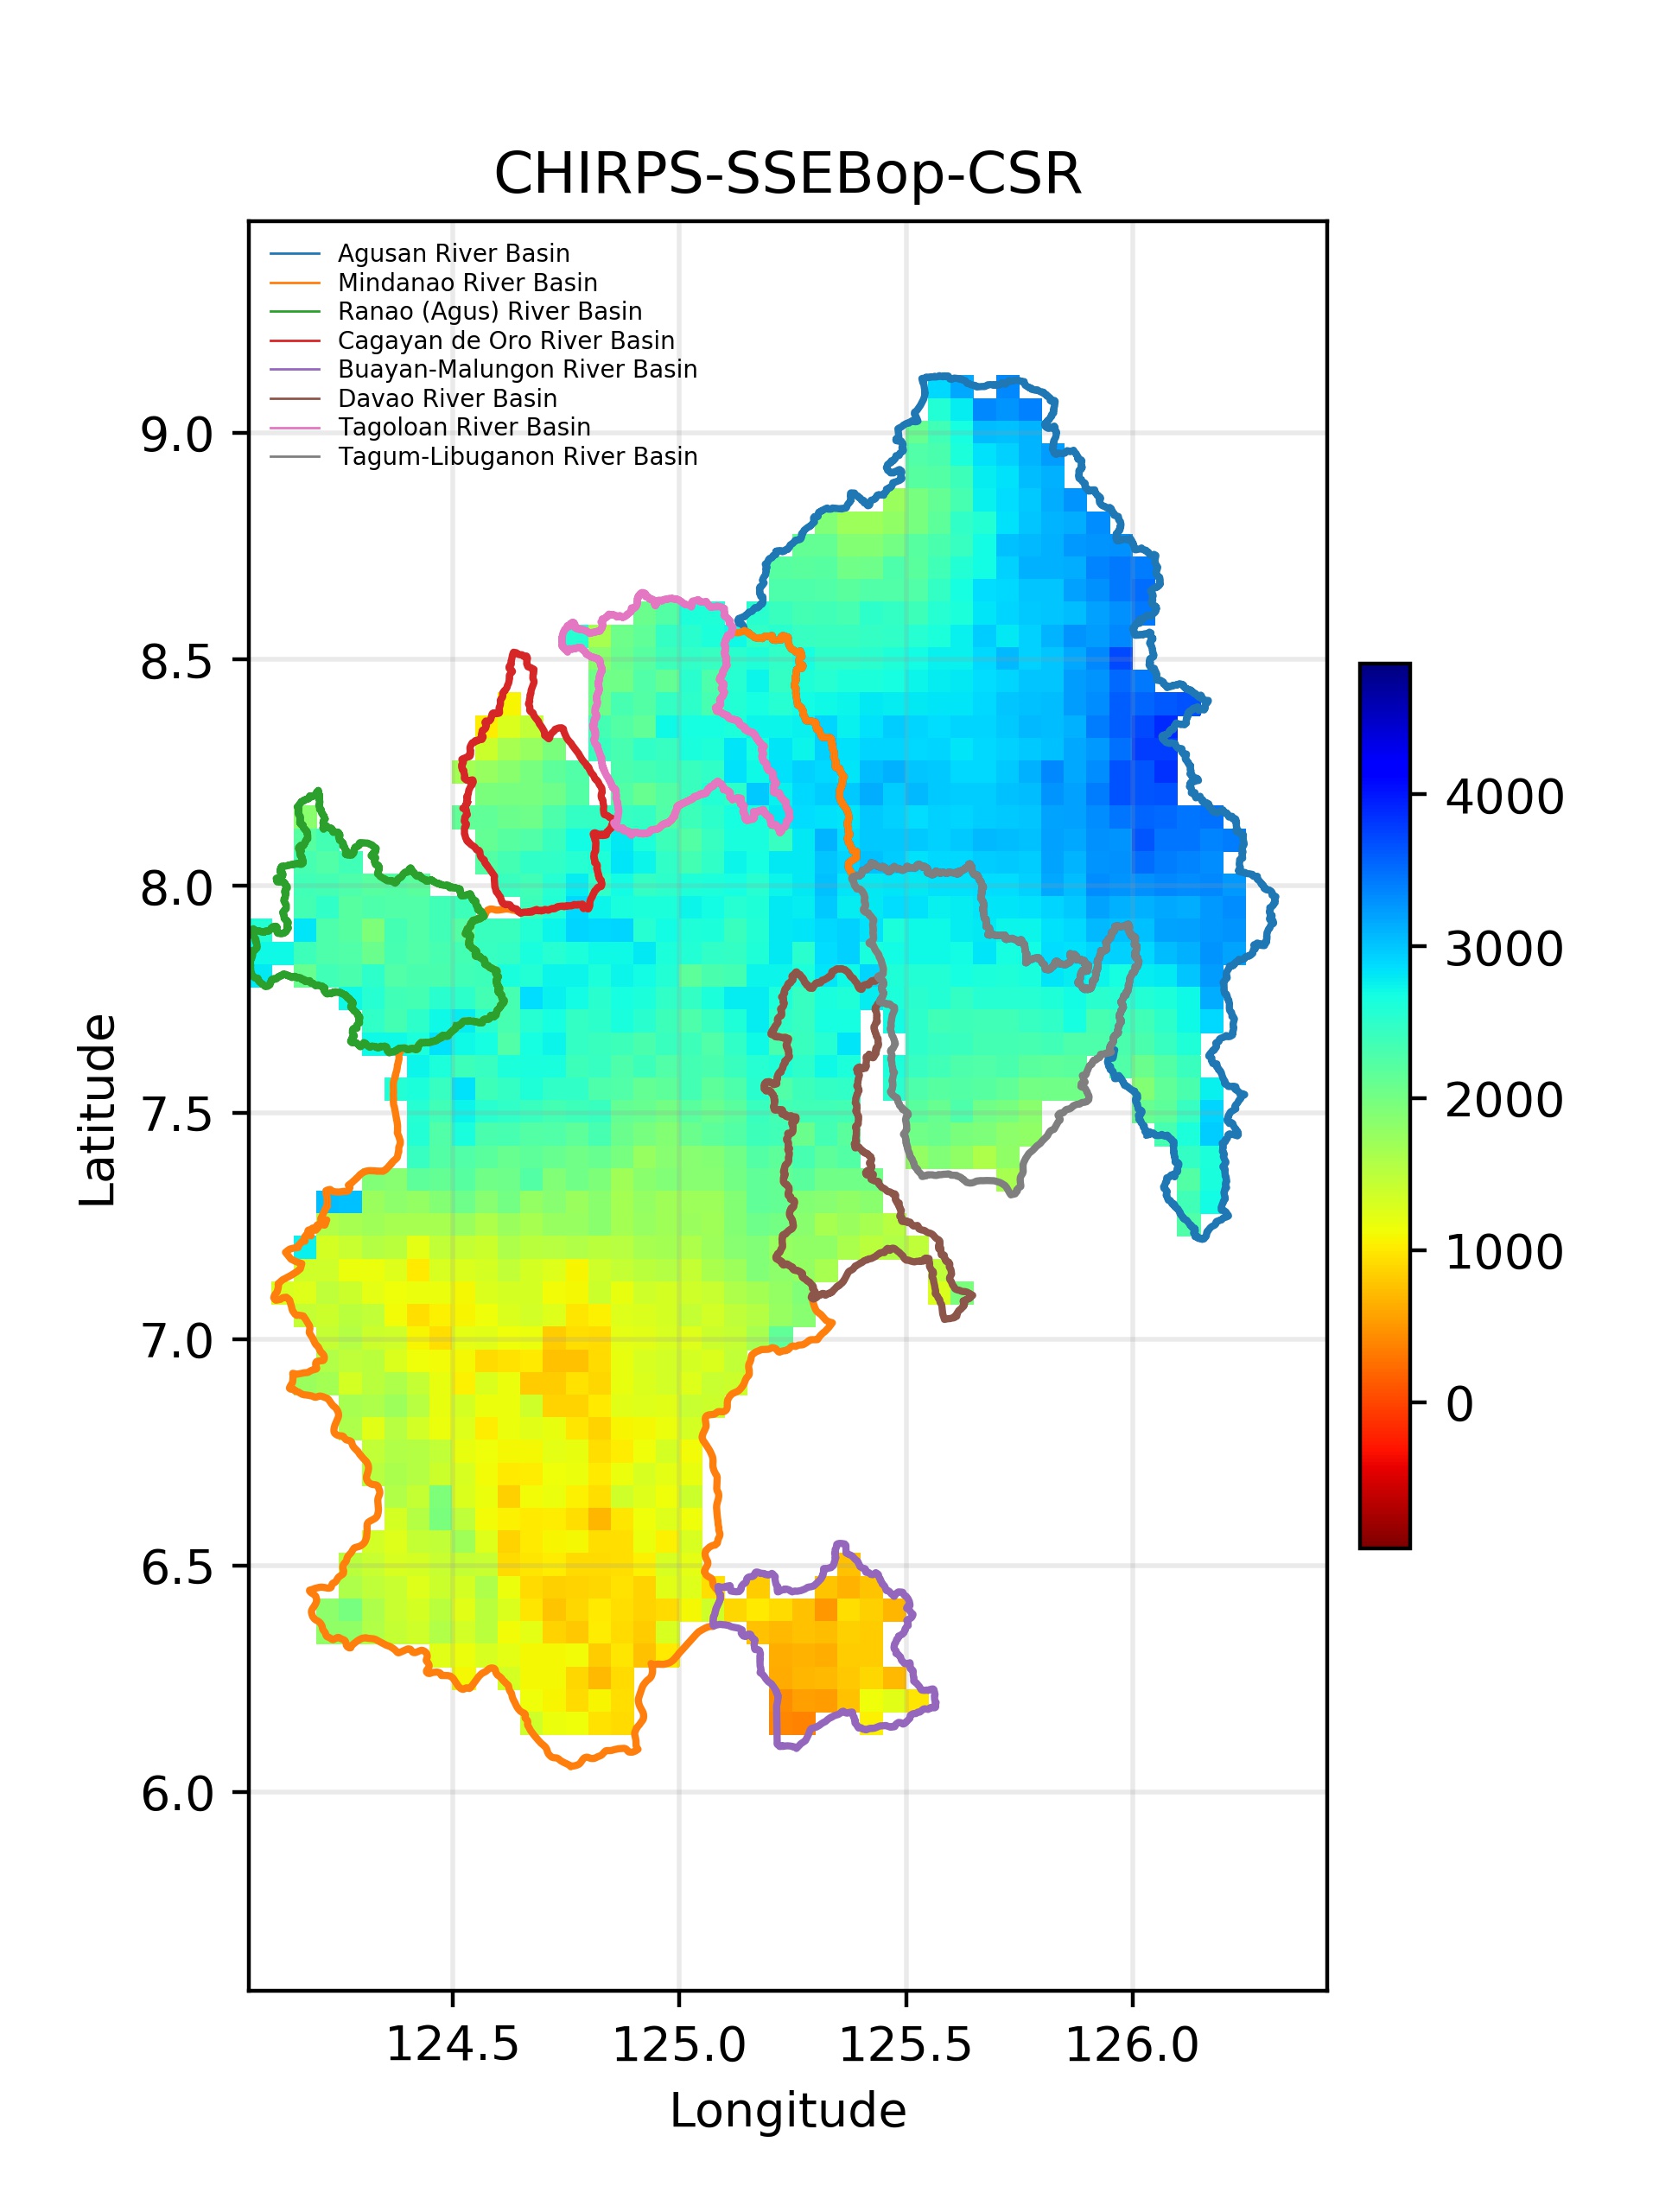 CHIRPS-SSEBop-CSR
Agusan River Basin
Mindanao River Basin
Ranao (Agus) River Basin
Cagayan de Oro River Basin
Buayan-Malungon River Basin
Davao River Basin
Tagoloan River Basin
Tagum-Libuganon River Basin
9.0
8.5
8.0
7.5
7.0
6.5
6.0
Latitude
124.5 125.0 125.5 126.0
Longitude
4000
3000
2000
1000
0